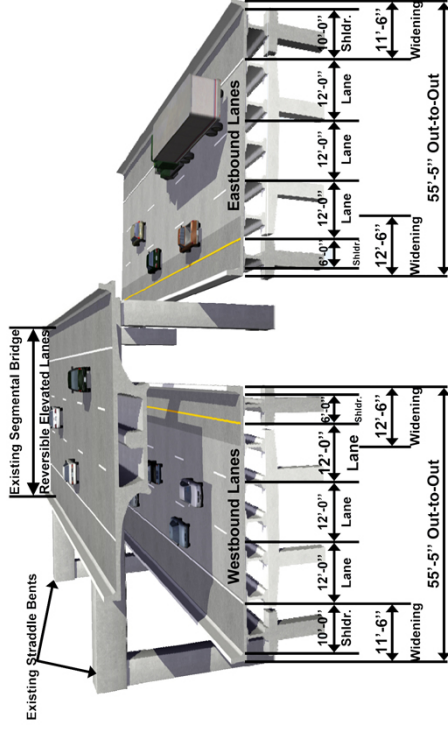 Existing Segmental Bridge
Existing Straddle Bents
Reversible Elevated Lanes
Westbound Lanes
Eastbound Lanes
10'-0" 12'-0" 12'-0" 12'-0" 6'-0"
Shldr. Lane Lane Lane Shldr.
6'-0" 12'-0" 12'-0" 12'-0" 10'-0"
Shldr. Lane Lane Lane Shldr.
11'-6" 12'-6"
Widening Widening
12'-6" 11'-6"
Widening Widening
55'-5" Out-to-Out
55'-5" Out-to-Out